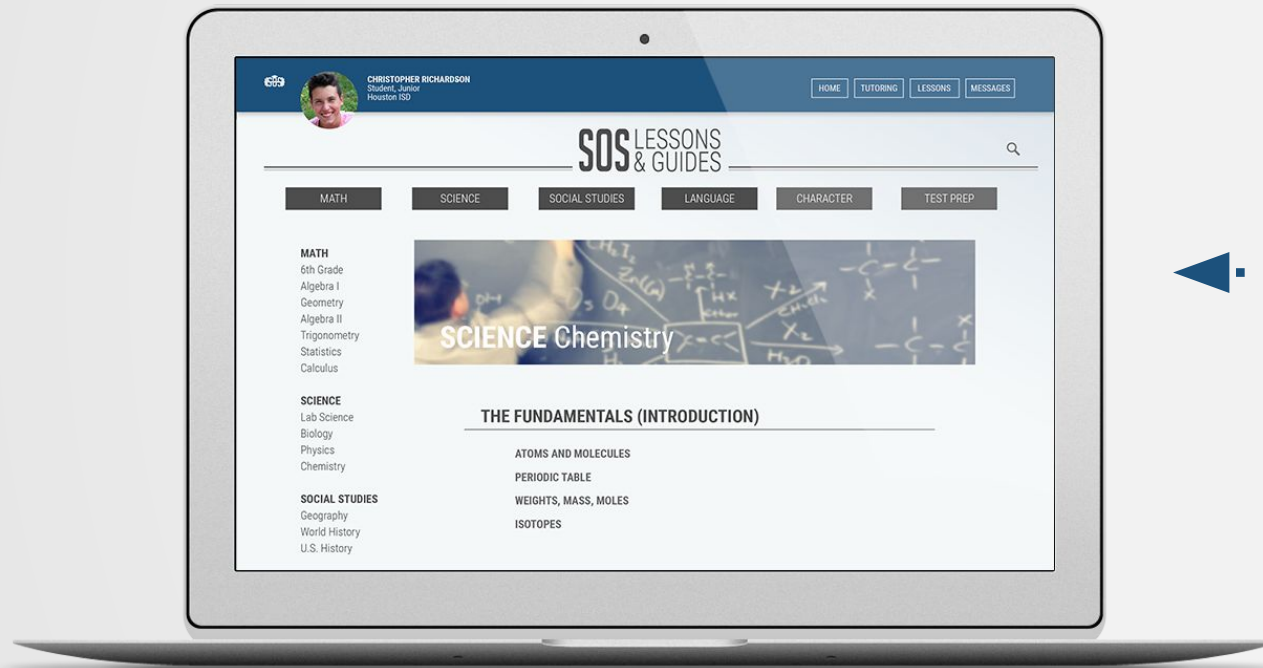 SOS
CHRISTOPHER RICHARDSON
Student, Junior
Houston ISD
HOME
TUTORING
LESSONS
MESSAGES
SOS LESSONS
& GUIDES
MATH
SCIENCE
SOCIAL STUDIES
LANGUAGE
CHARACTER
TEST PREP
MATH
6th Grade
Algebra I
Geometry
Algebra II
Trigonometry
Statistics
Calculus
SCIENCE
Lab Science
Biology
Physics
Chemistry
SOCIAL STUDIES
Geography
World History
U.S. History
SCIENCE Chemistry
THE FUNDAMENTALS (INTRODUCTION)
ATOMS AND MOLECULES
PERIODIC TABLE
WEIGHTS, MASS, MOLES
ISOTOPES